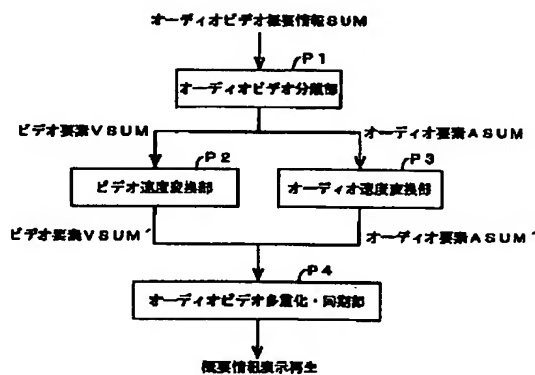 オーディオビデオ概要情報SUM
P1
オーディオビデオ分離部
ビデオ要素VSUM
オーディオ要素ASUM
P2
P3
ビデオ速度変換部
オーディオ速度変換部
ビデオ要素VSUM´
オーディオ要素ASUM´
P4
オーディオビデオ多重化・同期部
概要情報表示再生